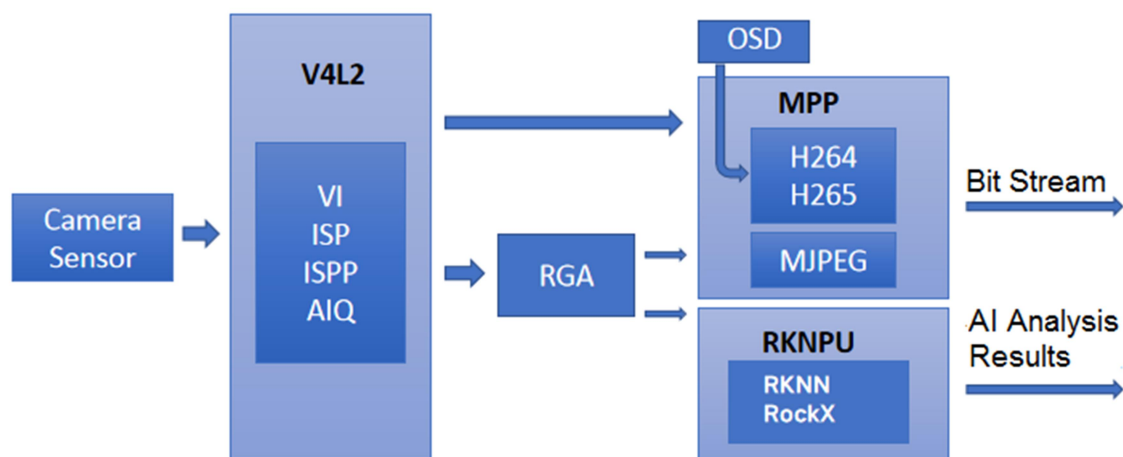 Camera
Sensor
V4L2
VI
ISP
ISPP
AIQ
RGA
OSD
MPP
H264
H265
MJPEG
RKNPU
RKNN
RockX
Bit Stream
AI Analysis
Results